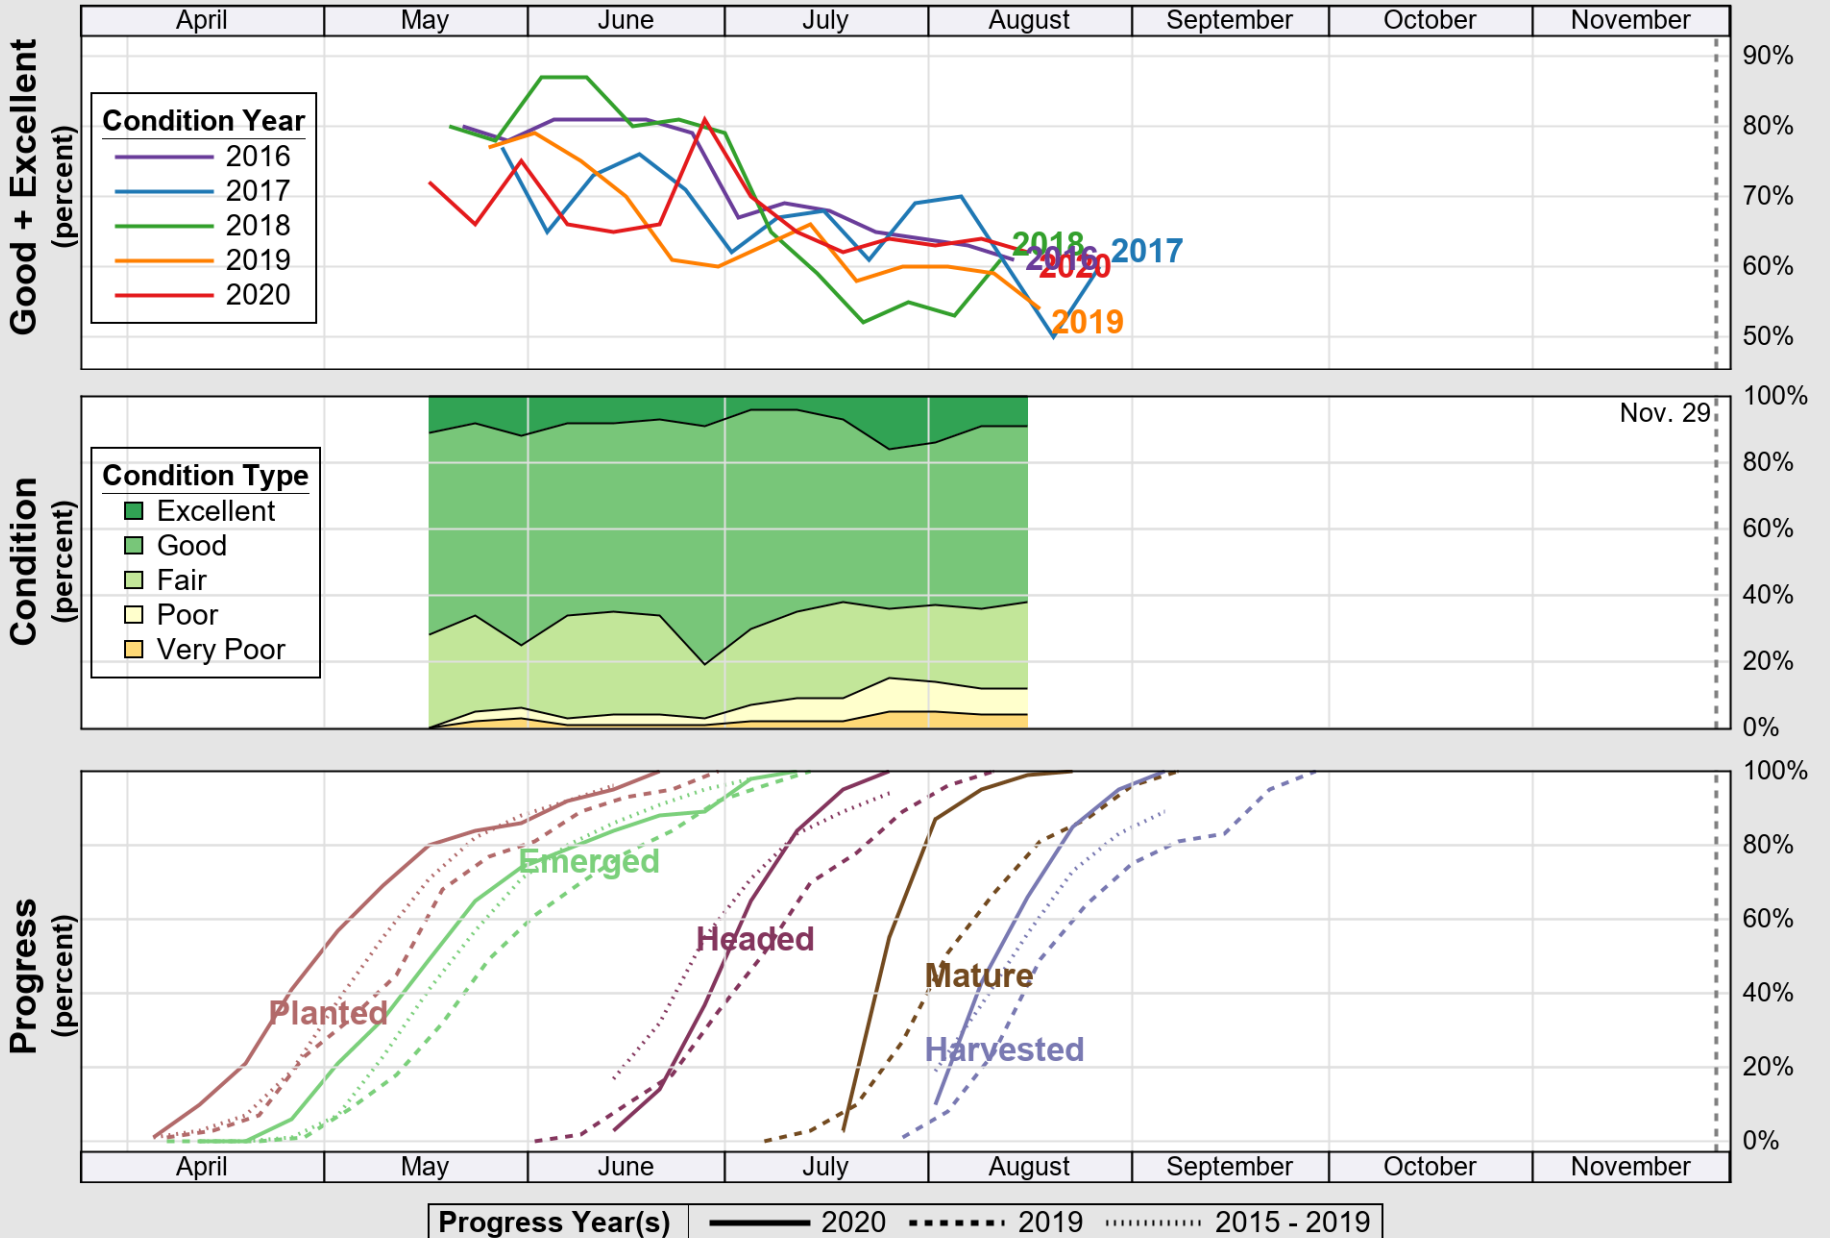 April May June July August September October November
Good + Excellent
(percent)
90%
80%
70%
60%
50%
Condition Year
2016
2017
2018
2019
2020
2018
2016
2020
2017
2019
Condition
(percent)
100%
80%
60%
40%
20%
0%
Nov. 29
Condition Type
Excellent
Good
Fair
Poor
Very Poor
Progress
(percent)
100%
80%
60%
40%
20%
0%
Emerged
Headed
Mature
Planted
Harvested
April May June July August September October November
Progress Year(s) 2020 2019 2015 - 2019